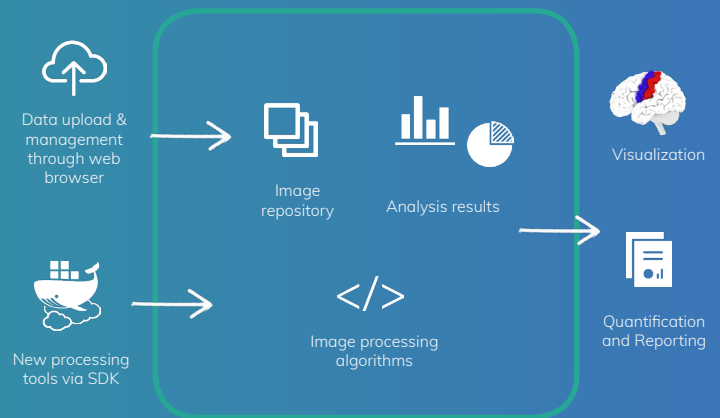 Data upload &
management
through web
browser
Image
repository
Analysis results
Visualization
New processing
tools via SDK
</>
Image processing
algorithms
Quantification
and Reporting